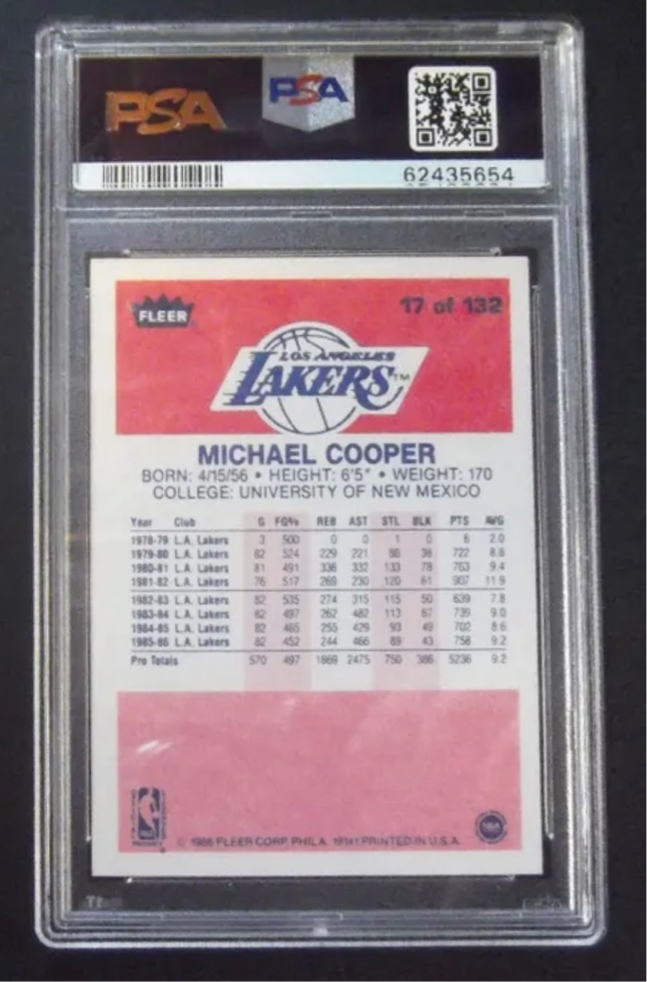 PSA PSA
62435654
FLEER 17 of 132
LOS ANGELES
LAKERS™
MICHAEL COOPER
BORN: 4/15/56 • HEIGHT: 6'5" • WEIGHT: 170
COLLEGE: UNIVERSITY OF NEW MEXICO
Year Club G FG% REB AST STL BLK PTS AVG
1978-79 L.A. Lakers 3 500 0 0 1 0 6 2.0
1979-80 L.A. Lakers 82 524 229 221 86 38 722 8.8
1980-81 L.A. Lakers 81 491 336 332 133 78 763 9.4
1981-82 L.A. Lakers 76 517 269 230 120 61 907 11.9
1982-83 L.A. Lakers 82 535 274 315 115 50 639 7.8
1983-84 L.A. Lakers 82 497 262 482 113 67 739 9.0
1984-85 L.A. Lakers 82 465 255 429 93 49 702 8.6
1985-86 L.A. Lakers 82 452 244 466 89 43 758 9.2
Pro Totals 570 497 1869 2475 750 386 5236 9.2
© 1986 FLEER CORP. PHILA. 19141 PRINTED IN U.S.A.